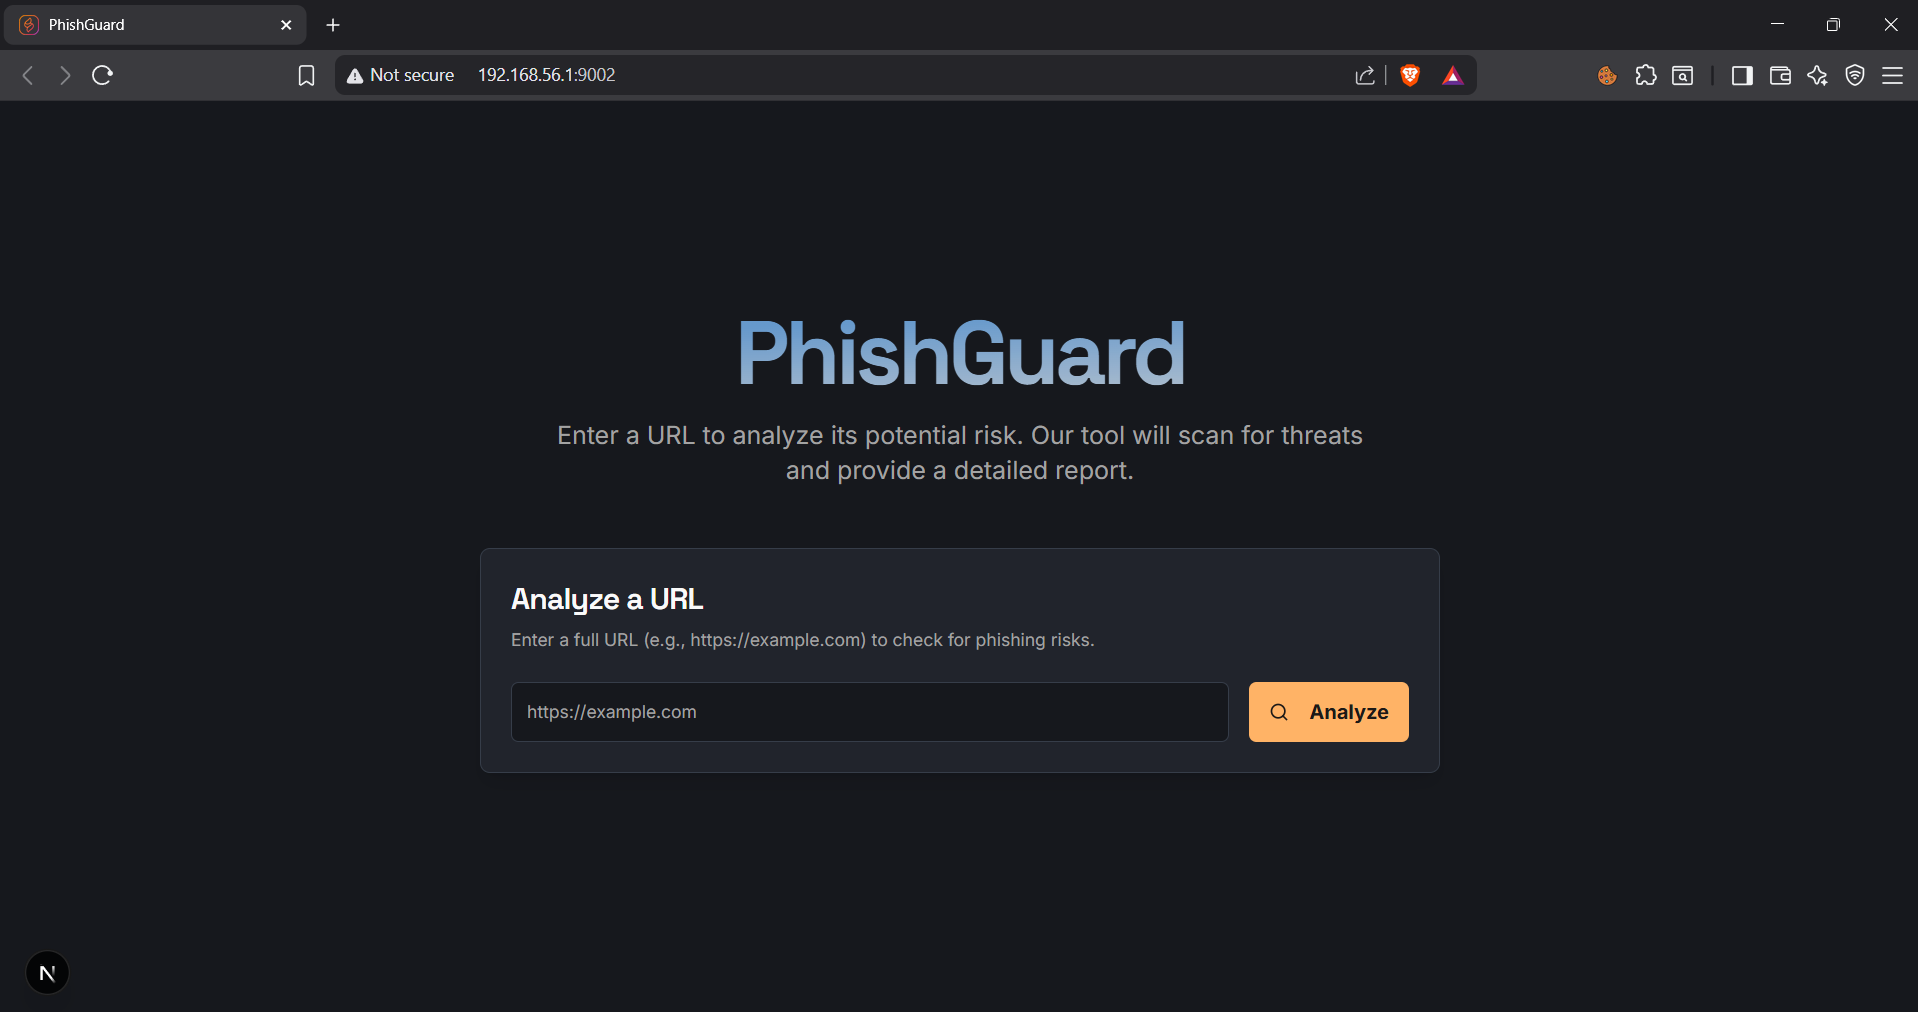 PhishGuard
Not secure 192.168.56.1:9002
PhishGuard
Enter a URL to analyze its potential risk. Our tool will scan for threats
and provide a detailed report.
Analyze a URL
Enter a full URL (e.g., https://example.com) to check for phishing risks.
https://example.com
Analyze
N